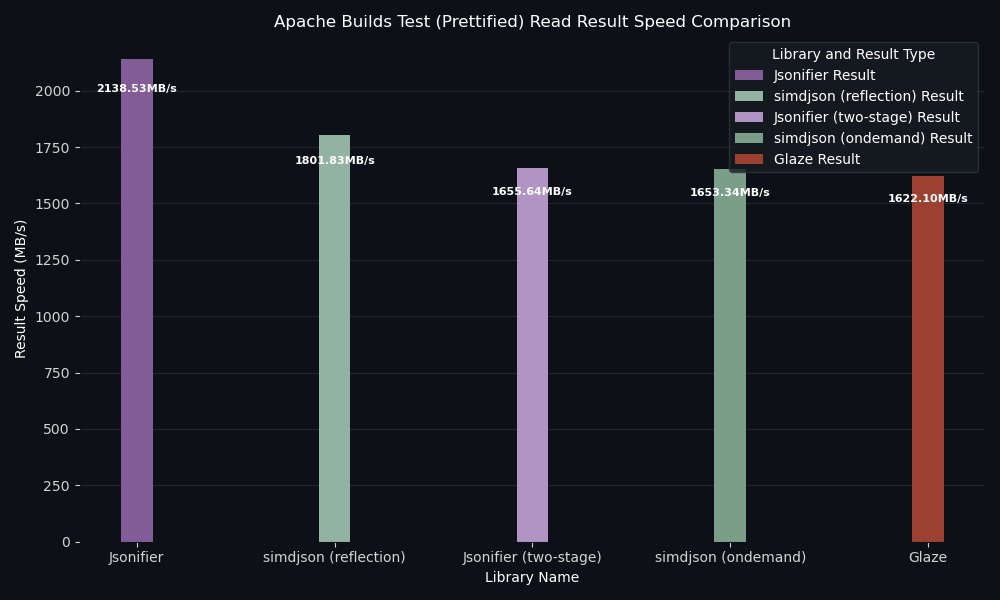 Apache Builds Test (Prettified) Read Result Speed Comparison
Library and Result Type
Jsonifier Result
simdjson (reflection) Result
Jsonifier (two-stage) Result
simdjson (ondemand) Result
Glaze Result
Result Speed (MB/s)
2000
1750
1500
1250
1000
750
500
250
0
2138.53MB/s
1801.83MB/s
1655.64MB/s
1653.34MB/s
1622.10MB/s
Jsonifier
simdjson (reflection)
Jsonifier (two-stage)
simdjson (ondemand)
Glaze
Library Name